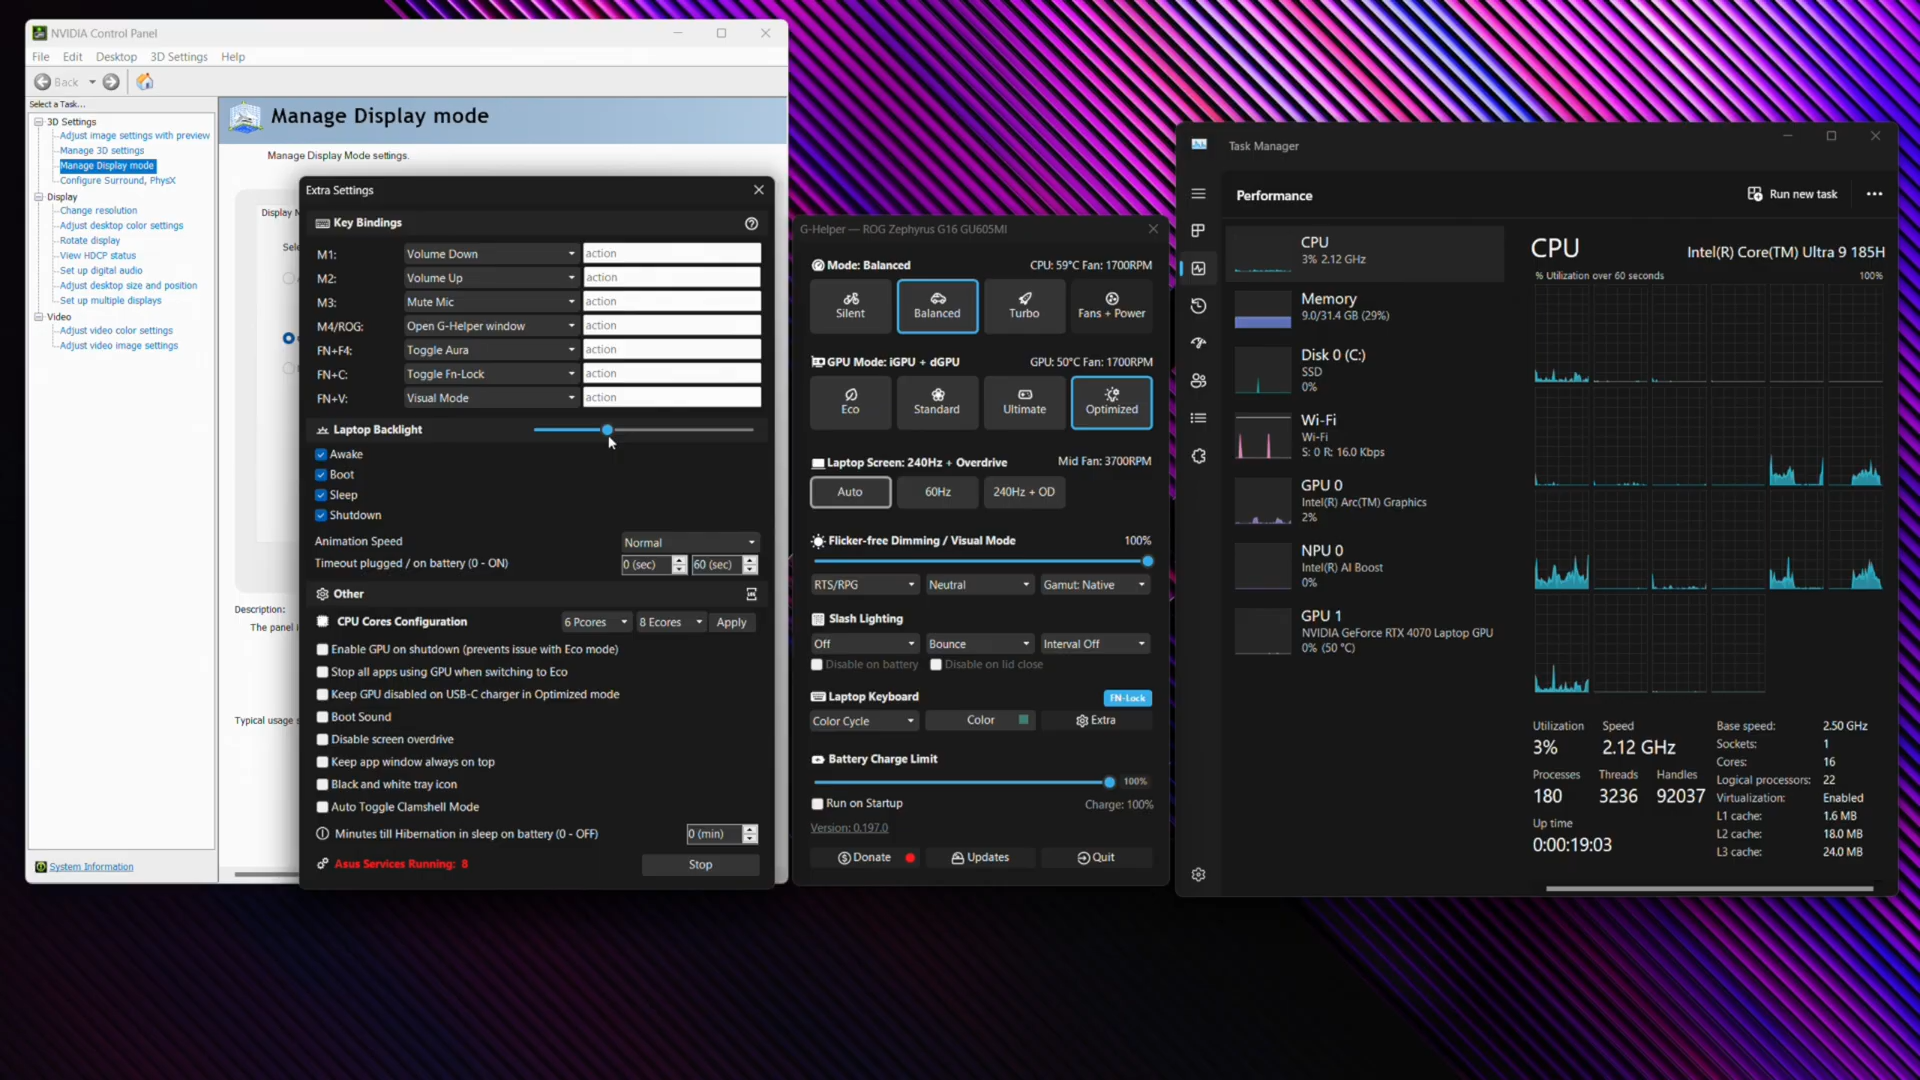 NVIDIA Control Panel
File Edit Desktop 3D Settings Help
Back
Select a Task...
3D Settings
Adjust image settings with preview
Manage 3D settings
Manage Display mode
Configure Surround, PhysX
Display
Change resolution
Adjust desktop color settings
Rotate display
View HDCP status
Set up digital audio
Adjust desktop size and position
Set up multiple displays
Video
Adjust video color settings
Adjust video image settings
System Information
Manage Display mode
Manage Display Mode settings.
Display M
Sele
Description:
The panel i
Typical usage s
Extra Settings
Key Bindings
M1: Volume Down action
M2: Volume Up action
M3: Mute Mic action
M4/ROG: Open G-Helper window action
FN+F4: Toggle Aura action
FN+C: Toggle Fn-Lock action
FN+V: Visual Mode action
Laptop Backlight
Awake
Boot
Sleep
Shutdown
Animation Speed Normal
Timeout plugged / on battery (0 - ON) 0 (sec) 60 (sec)
Other
CPU Cores Configuration 6 Pcores 8 Ecores Apply
Enable GPU on shutdown (prevents issue with Eco mode)
Stop all apps using GPU when switching to Eco
Keep GPU disabled on USB-C charger in Optimized mode
Boot Sound
Disable screen overdrive
Keep app window always on top
Black and white tray icon
Auto Toggle Clamshell Mode
Minutes till Hibernation in sleep on battery (0 - OFF) 0 (min)
Asus Services Running: 8 Stop
G-Helper — ROG Zephyrus G16 GU605MI
Mode: Balanced CPU: 59°C Fan: 1700RPM
Silent Balanced Turbo Fans + Power
GPU Mode: iGPU + dGPU GPU: 50°C Fan: 1700RPM
Eco Standard Ultimate Optimized
Laptop Screen: 240Hz + Overdrive Mid Fan: 3700RPM
Auto 60Hz 240Hz + OD
Flicker-free Dimming / Visual Mode 100%
RTS/RPG Neutral Gamut: Native
Slash Lighting
Off Bounce Interval Off
Disable on battery Disable on lid close
Laptop Keyboard FN-Lock
Color Cycle Color Extra
Battery Charge Limit
100%
Run on Startup Charge: 100%
Version: 0.197.0
Donate Updates Quit
Task Manager
Performance Run new task
CPU
3% 2.12 GHz
Memory
9.0/31.4 GB (29%)
Disk 0 (C:)
SSD
0%
Wi-Fi
Wi-Fi
S: 0 R: 16.0 Kbps
GPU 0
Intel(R) Arc(TM) Graphics
2%
NPU 0
Intel(R) AI Boost
0%
GPU 1
NVIDIA GeForce RTX 4070 Laptop GPU
0% (50 °C)
CPU Intel(R) Core(TM) Ultra 9 185H
% Utilization over 60 seconds 100%
Utilization Speed
3% 2.12 GHz
Processes Threads Handles
180 3236 92037
Up time
0:00:19:03
Base speed: 2.50 GHz
Sockets: 1
Cores: 16
Logical processors: 22
Virtualization: Enabled
L1 cache: 1.6 MB
L2 cache: 18.0 MB
L3 cache: 24.0 MB